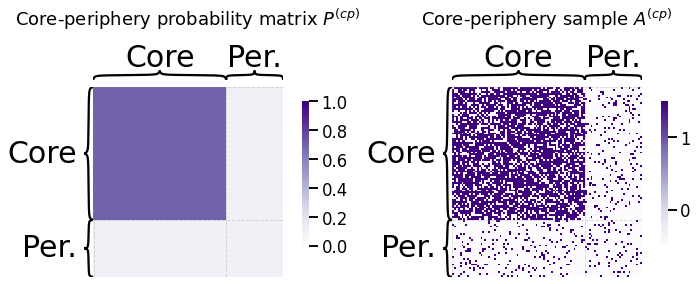 Core-periphery probability matrix P^{(cp)}
Core-periphery sample A^{(cp)}
Core Per.
Core Per.
1.0
0.8
0.6
0.4
0.2
0.0
1
0
Core
Per.
Core
Per.